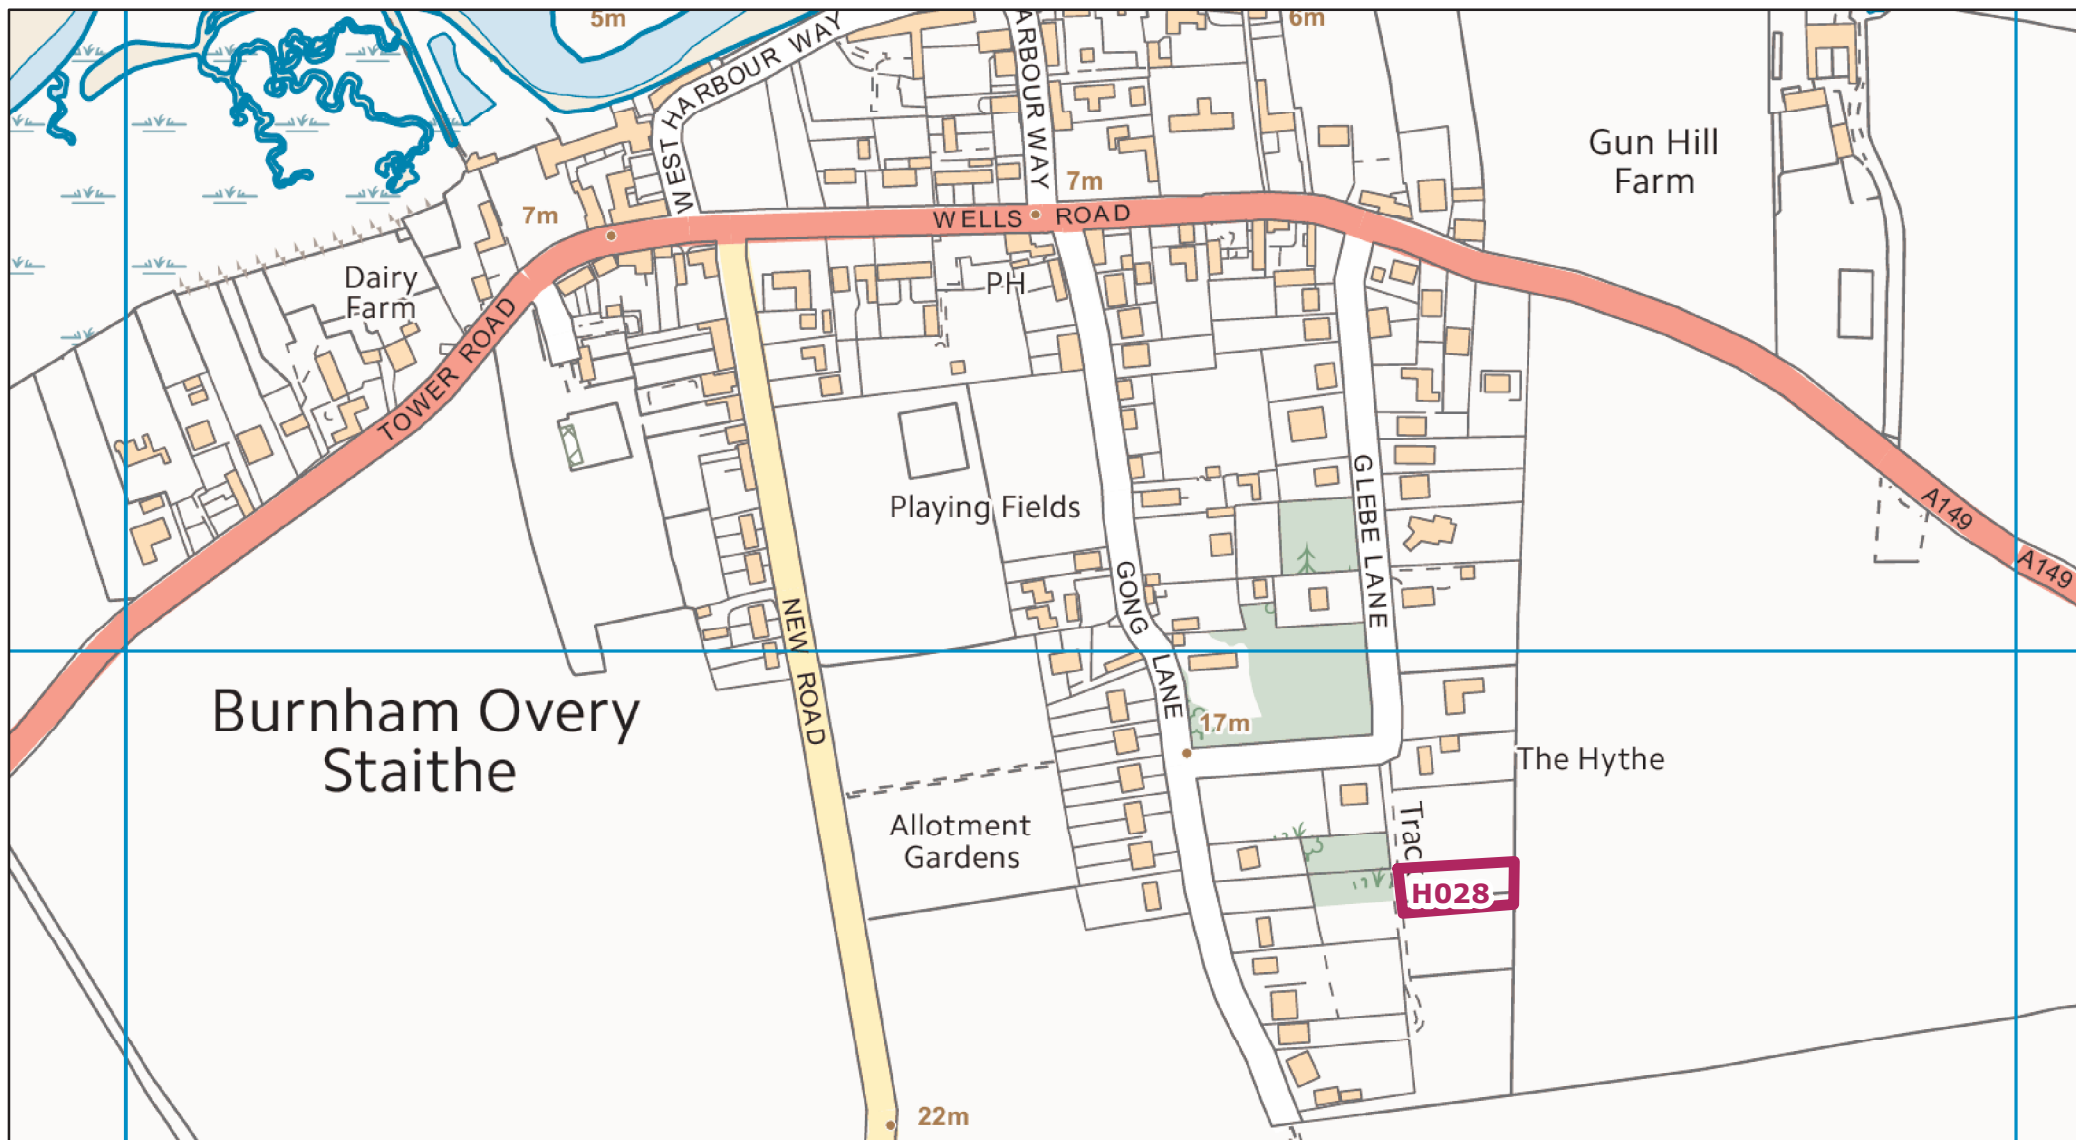 5m
6m
WEST HARBOUR WAY
ARBOUR WAY
Gun Hill
Farm
7m
7m
WELLS ROAD
Dairy
Farm
PH
TOWER ROAD
A149
A149
Playing Fields
GLEBE LANE
GONG LANE
NEW ROAD
Burnham Overy
Staithe
17m
The Hythe
Allotment
Gardens
Trac
H028
22m